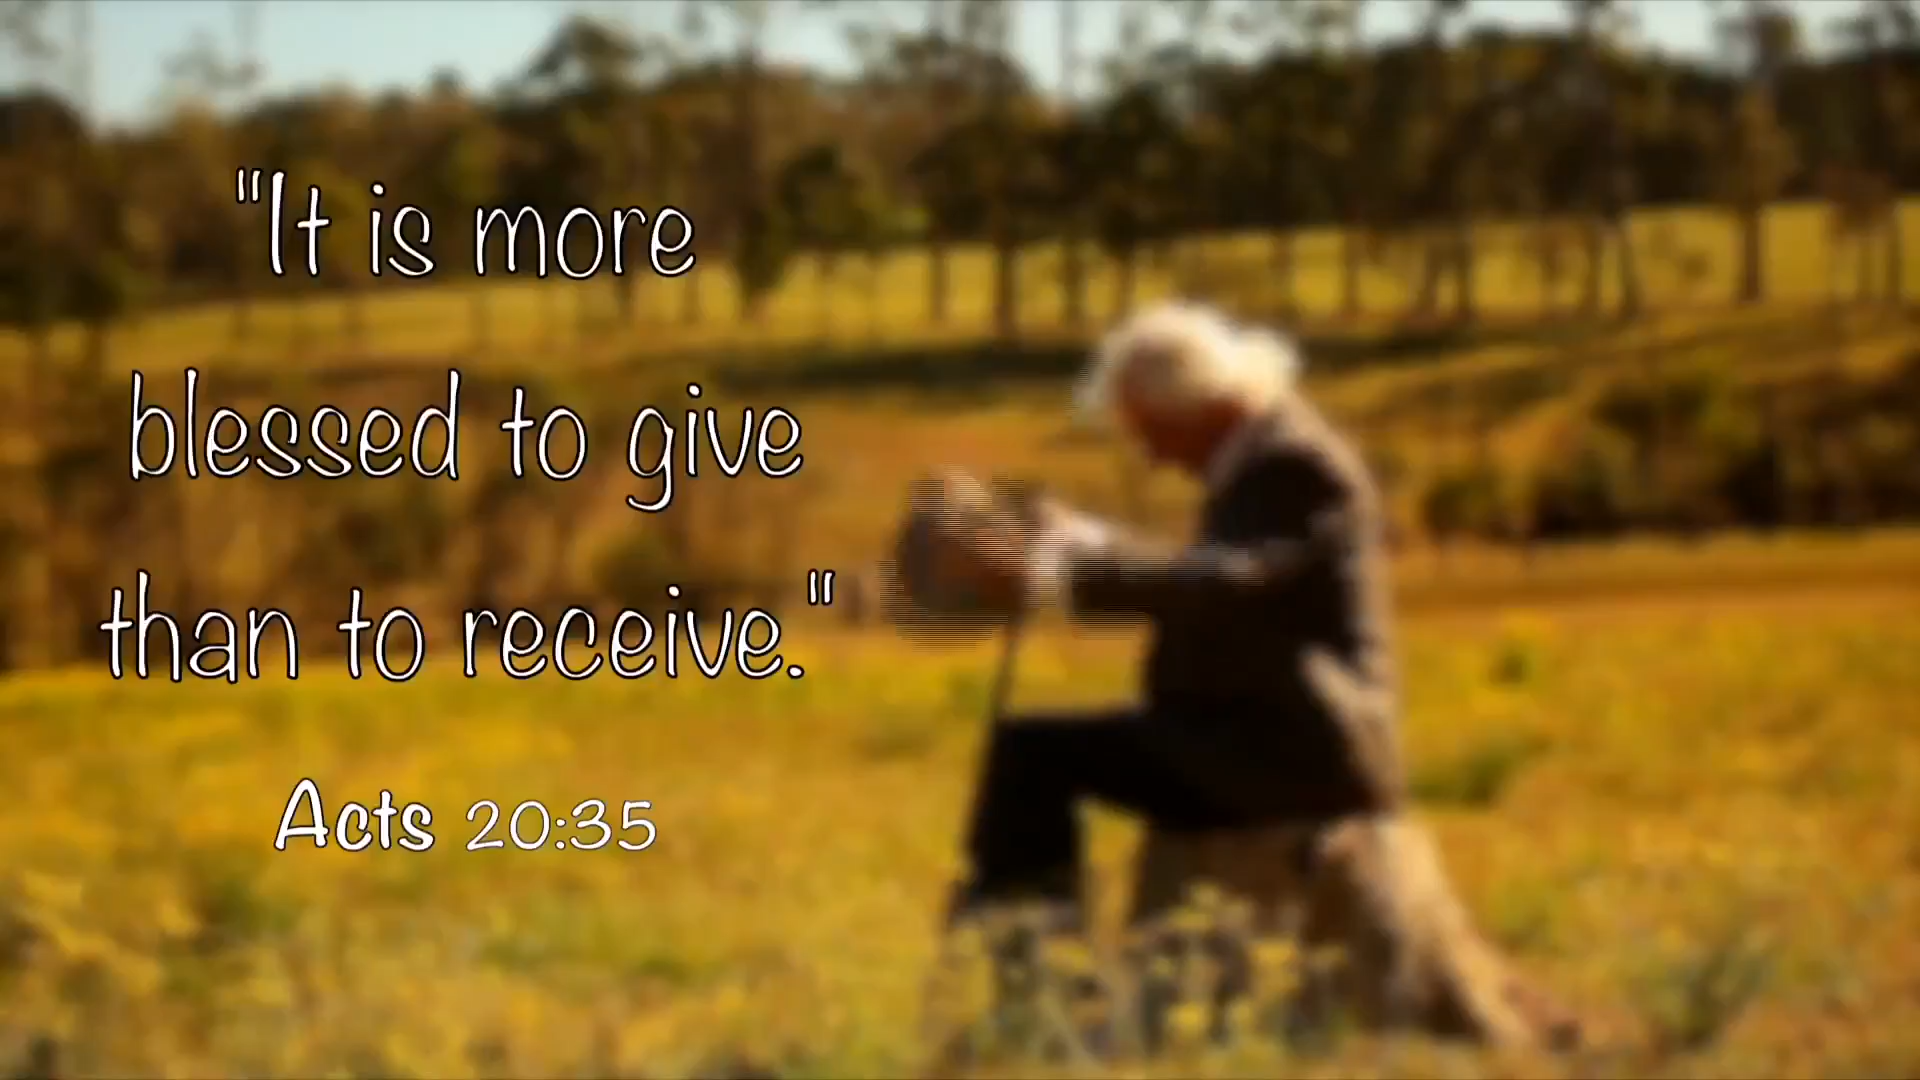 "It is more
blessed to give
than to receive."
Acts 20:35